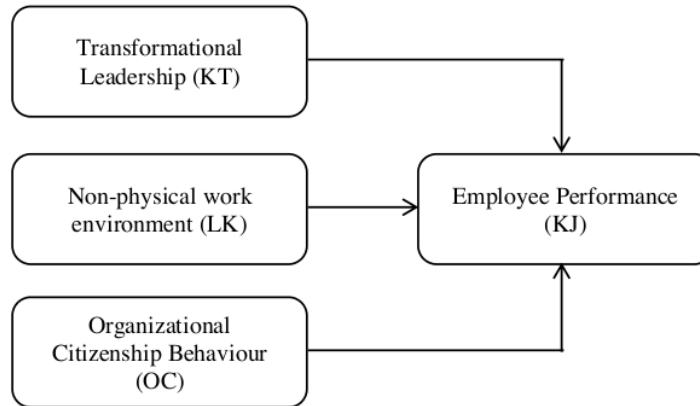 Transformational
Leadership (KT)
Non-physical work
environment (LK)
Employee Performance
(KJ)
Organizational
Citizenship Behaviour
(OC)